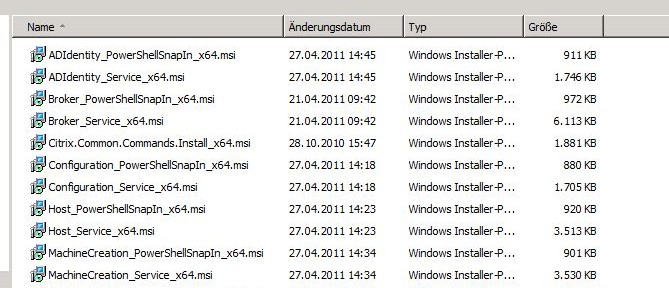 Name Änderungsdatum Typ Größe
ADIdentity_PowerShellSnapIn_x64.msi 27.04.2011 14:45 Windows Installer-P... 911 KB
ADIdentity_Service_x64.msi 27.04.2011 14:45 Windows Installer-P... 1.746 KB
Broker_PowerShellSnapIn_x64.msi 21.04.2011 09:42 Windows Installer-P... 972 KB
Broker_Service_x64.msi 21.04.2011 09:42 Windows Installer-P... 6.113 KB
Citrix.Common.Commands.Install_x64.msi 28.10.2010 15:47 Windows Installer-P... 1.881 KB
Configuration_PowerShellSnapIn_x64.msi 27.04.2011 14:18 Windows Installer-P... 880 KB
Configuration_Service_x64.msi 27.04.2011 14:18 Windows Installer-P... 1.705 KB
Host_PowerShellSnapIn_x64.msi 27.04.2011 14:23 Windows Installer-P... 920 KB
Host_Service_x64.msi 27.04.2011 14:23 Windows Installer-P... 3.513 KB
MachineCreation_PowerShellSnapIn_x64.msi 27.04.2011 14:34 Windows Installer-P... 901 KB
MachineCreation_Service_x64.msi 27.04.2011 14:34 Windows Installer-P... 3.530 KB